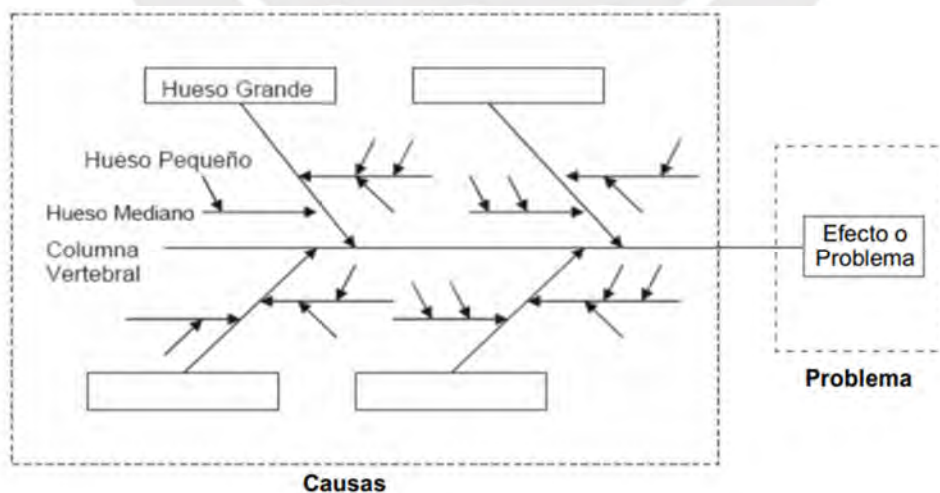 Hueso Grande
Hueso Pequeño
Hueso Mediano
Columna
Vertebral
Efecto o
Problema
Problema
Causas